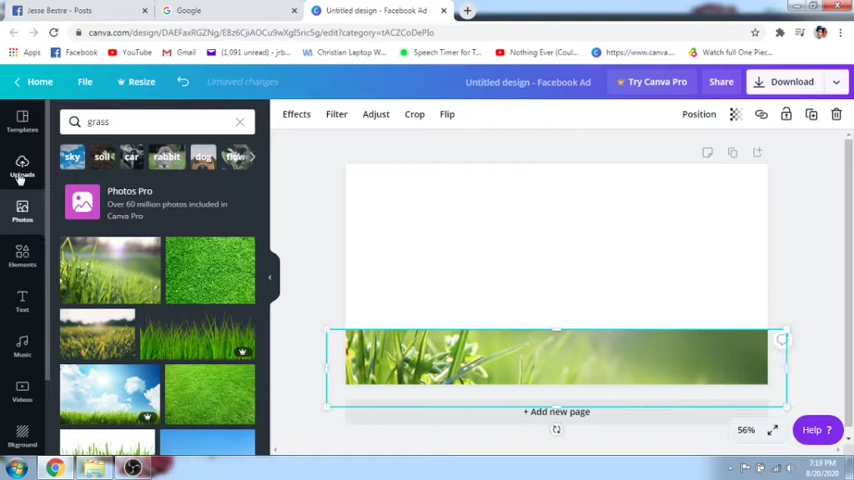 Jesse Bestre - Posts
Google
Untitled design - Facebook Ad
canva.com/design/DAEFaxRGZNg/E8z6CjiAOCu9wXgI5ricSg/edit?category=tACZCoDePIo
Apps
Facebook
YouTube
Gmail
(1,091 unread) - jrb...
Christian Laptop W...
Speech Timer for T...
Nothing Ever (Coul...
https://www.canva....
Watch full One Piec...
Home
File
Resize
Unsaved changes
Untitled design - Facebook Ad
Try Canva Pro
Share
Download
Templates
Uploads
Photos
Elements
Text
Music
Videos
Bkground
grass
sky
soil
car
rabbit
dog
flow
Photos Pro
Over 60 million photos included in
Canva Pro
Effects
Filter
Adjust
Crop
Flip
Position
+ Add new page
56%
Help ?
7:19 PM
8/20/2020